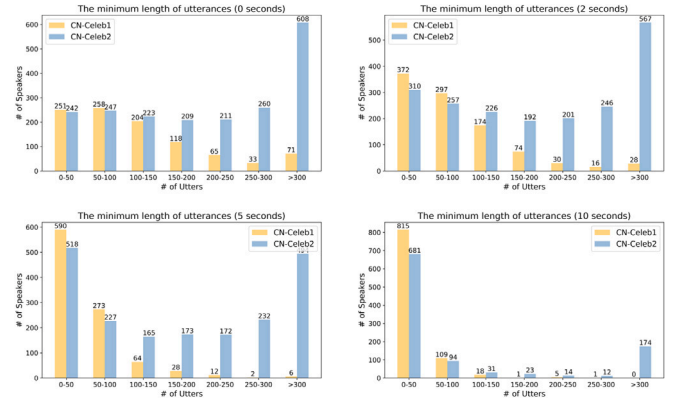 The minimum length of utterances (0 seconds)
CN-Celeb1
CN-Celeb2
# of Speakers
600
500
400
300
200
100
0
251 242 258 247 204 223 118 209 65 211 33 260 71 608
0-50 50-100 100-150 150-200 200-250 250-300 >300
# of Utters
The minimum length of utterances (2 seconds)
CN-Celeb1
CN-Celeb2
# of Speakers
500
400
300
200
100
0
372 310 297 257 174 226 74 192 30 201 16 246 28 567
0-50 50-100 100-150 150-200 200-250 250-300 >300
# of Utters
The minimum length of utterances (5 seconds)
CN-Celeb1
CN-Celeb2
# of Speakers
600
500
400
300
200
100
0
590 518 273 227 64 165 28 173 12 172 2 232 6
0-50 50-100 100-150 150-200 200-250 250-300 >300
# of Utters
The minimum length of utterances (10 seconds)
CN-Celeb1
CN-Celeb2
# of Speakers
800
700
600
500
400
300
200
100
0
815 681 109 94 18 31 1 23 5 14 1 12 0 174
0-50 50-100 100-150 150-200 200-250 250-300 >300
# of Utters